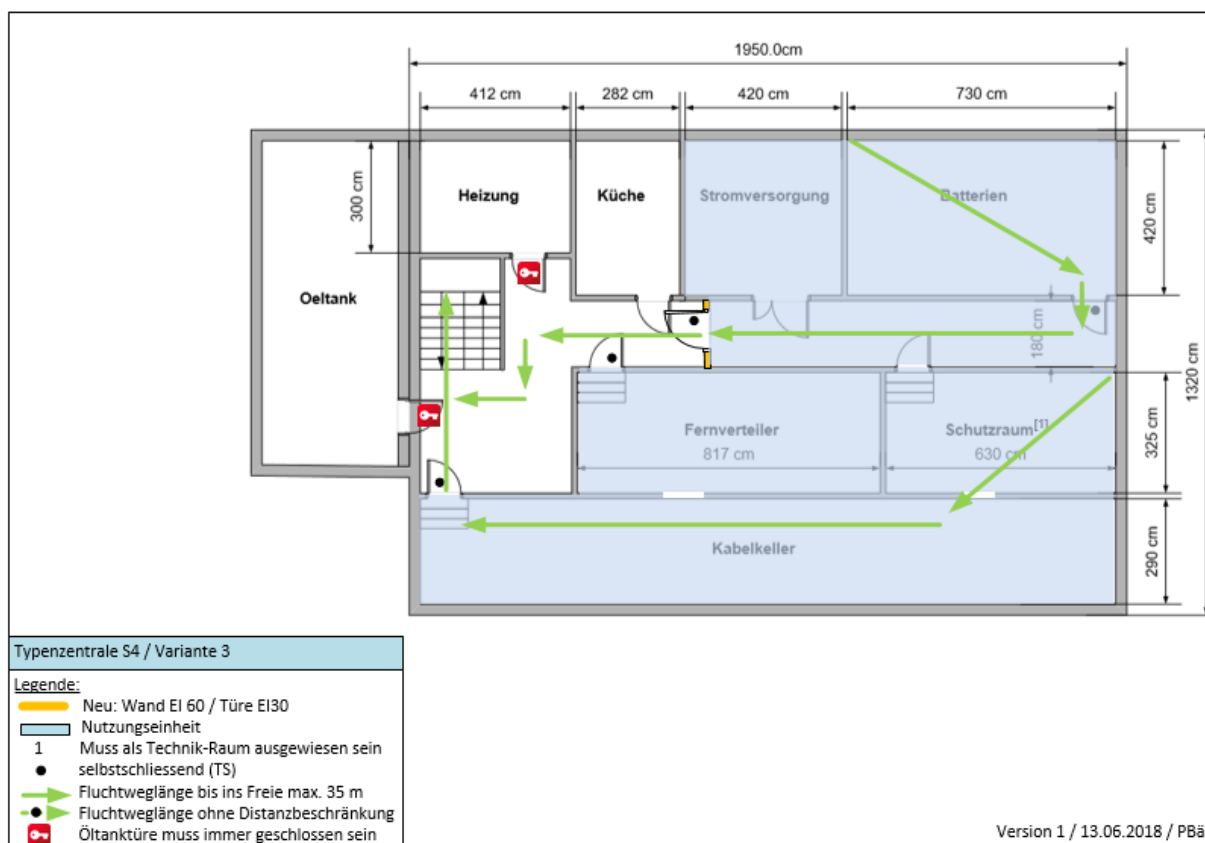 1950.0cm
412 cm
282 cm
420 cm
730 cm
300 cm
Heizung
Küche
Stromversorgung
Batterien
420 cm
Oeltank
180 cm
1320 cm
Fernverteiler
817 cm
Schutzraum[1]
630 cm
325 cm
Kabelkeller
290 cm
Typenzentrale S4 / Variante 3
Legende:
Neu: Wand EI 60 / Türe EI30
Nutzungseinheit
1 Muss als Technik-Raum ausgewiesen sein
selbstschliessend (TS)
Fluchtweglänge bis ins Freie max. 35 m
Fluchtweglänge ohne Distanzbeschränkung
Öltanktüre muss immer geschlossen sein
Version 1 / 13.06.2018 / PBä